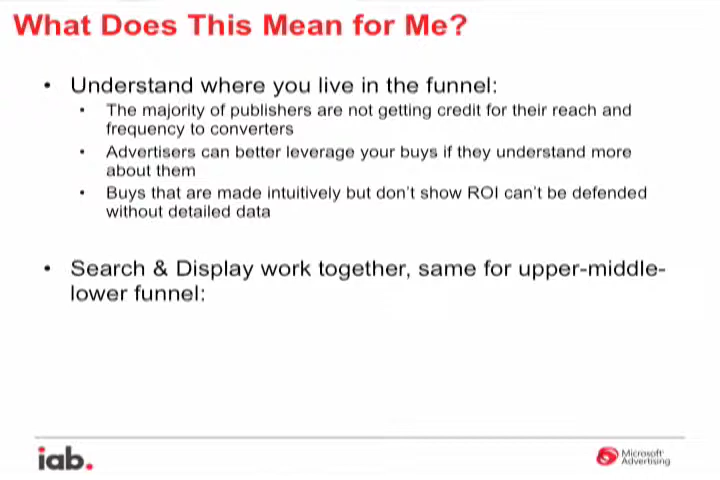 What Does This Mean for Me?
• Understand where you live in the funnel:
• The majority of publishers are not getting credit for their reach and
frequency to converters
• Advertisers can better leverage your buys if they understand more
about them
• Buys that are made intuitively but don't show ROI can't be defended
without detailed data
• Search & Display work together, same for upper-middle-
lower funnel:
iab.
Microsoft
Advertising